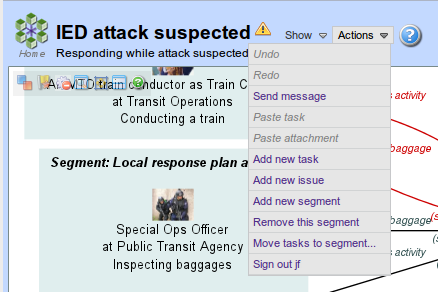 IED attack suspected
Home
Responding while attack suspected
Show
Actions
Undo
Redo
Send message
Paste task
Paste attachment
Add new task
Add new issue
Add new segment
Remove this segment
Move tasks to segment...
Sign out jf
train conductor as Train C
at Transit Operations
Conducting a train
Segment: Local response plan a
Special Ops Officer
at Public Transit Agency
Inspecting baggages
activity
baggage
baggage
activity